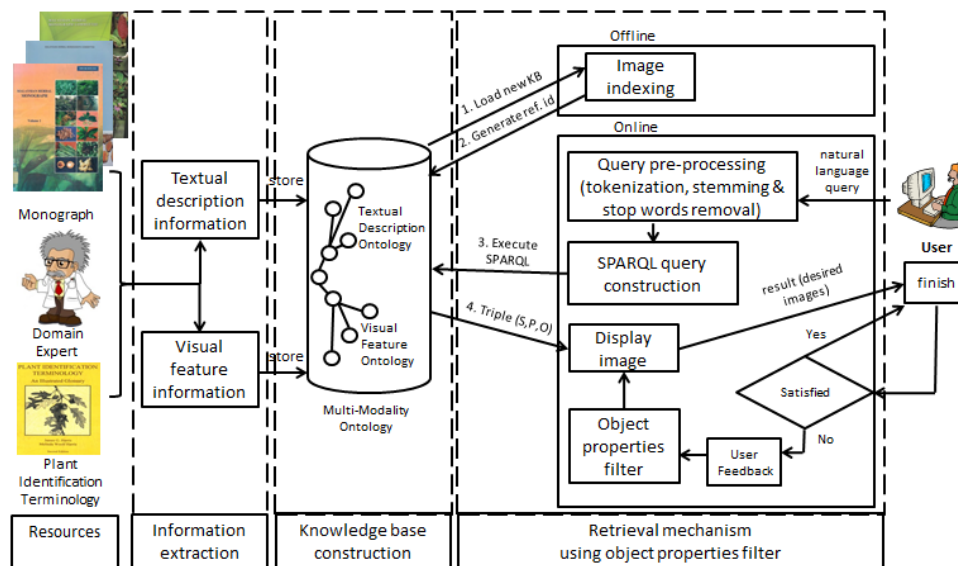 Monograph
Domain
Expert
PLANT IDENTIFICATION
TERMINOLOGY
An Illustrated Glossary
Plant
Identification
Terminology
Resources
Textual
description
information
Visual
feature
information
Information
extraction
store
store
Textual
Description
Ontology
Visual
Feature
Ontology
Multi-Modality
Ontology
Knowledge base
construction
1. Load new KB
2. Generate ref. id
3. Execute
SPARQL
4. Triple (S,P,O)
Offline
Image
indexing
Online
Query pre-processing
(tokenization, stemming &
stop words removal)
SPARQL query
construction
Display
image
Object
properties
filter
User
Feedback
Satisfied
Yes
No
result (desired
images)
natural
language
query
User
finish
Retrieval mechanism
using object properties filter